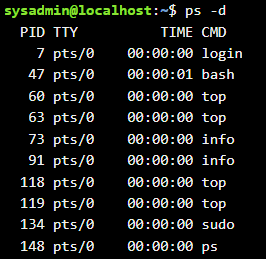 sysadmin@localhost:~$ ps -d
PID TTY TIME CMD
7 pts/0 00:00:00 login
47 pts/0 00:00:01 bash
60 pts/0 00:00:00 top
63 pts/0 00:00:00 top
73 pts/0 00:00:00 info
91 pts/0 00:00:00 info
118 pts/0 00:00:00 top
119 pts/0 00:00:00 top
134 pts/0 00:00:00 sudo
148 pts/0 00:00:00 ps